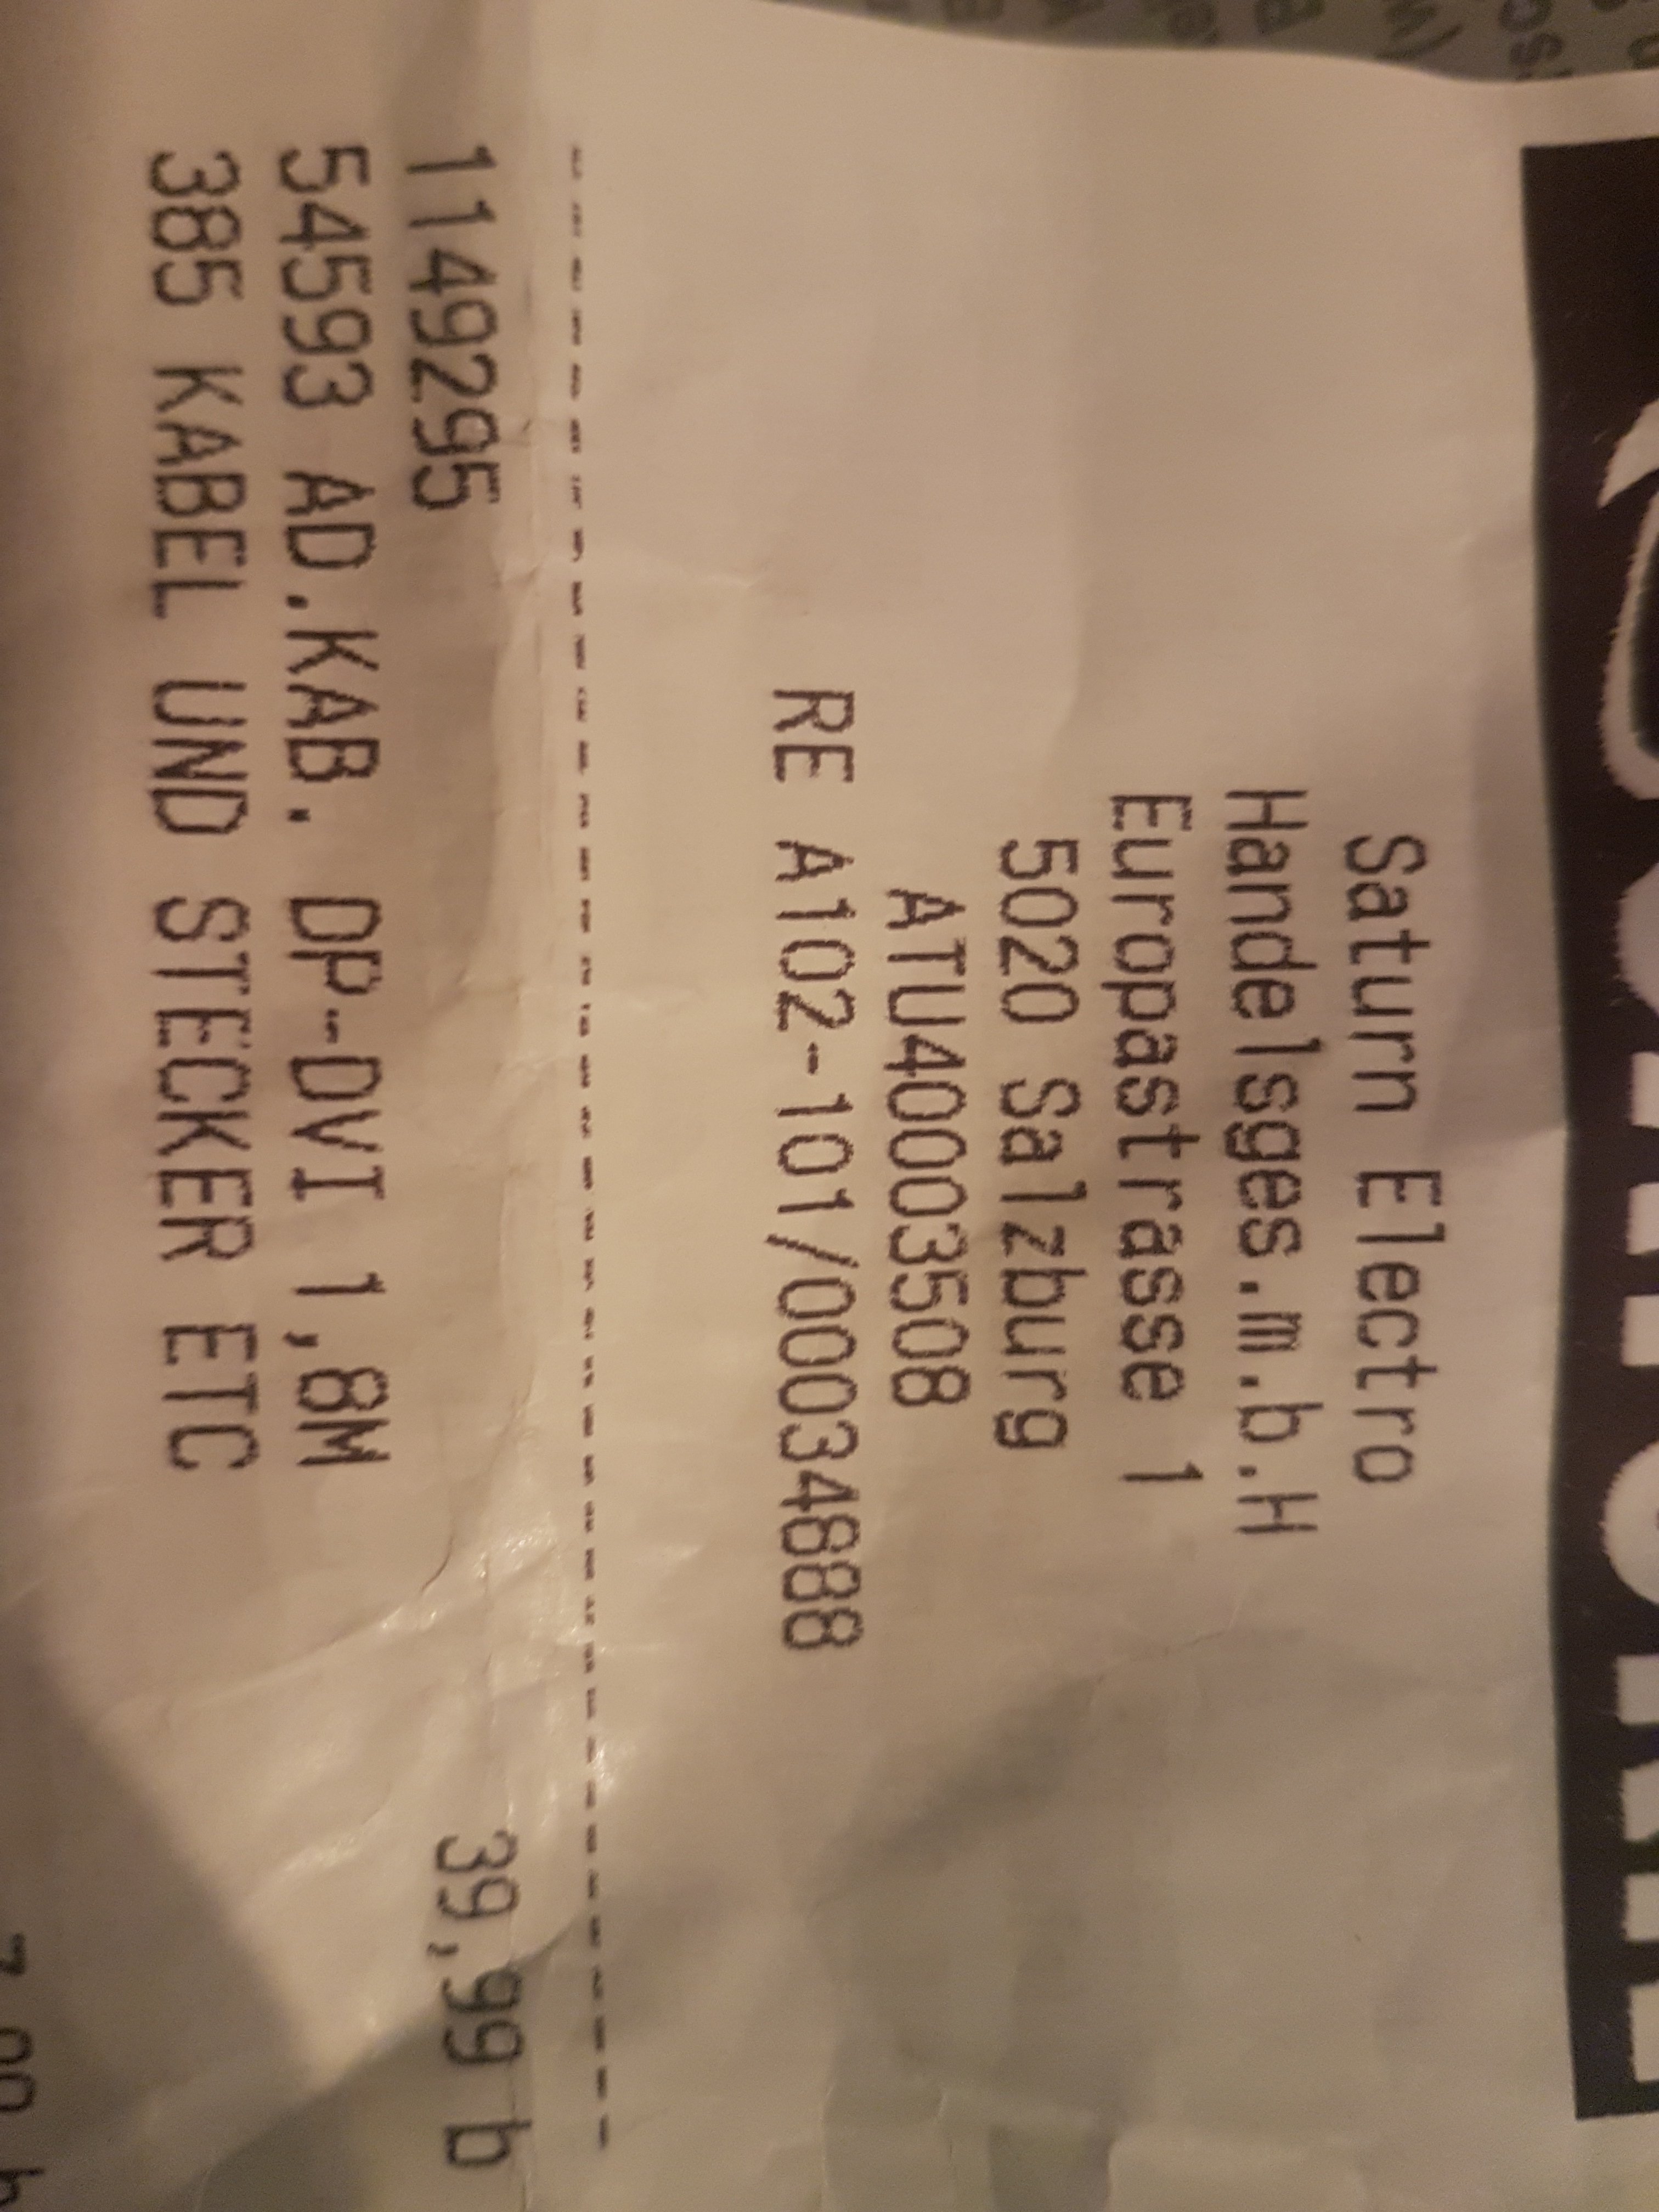 Saturn Electro
Handelsges.m.b.H
Europastrasse 1
5020 Salzburg
ATU40003508
RE A102-101/00034888
--------------------------------------
1149295 39,99 b
54593 AD.KAB. DP-DVI 1,8M
385 KABEL UND STECKER ETC